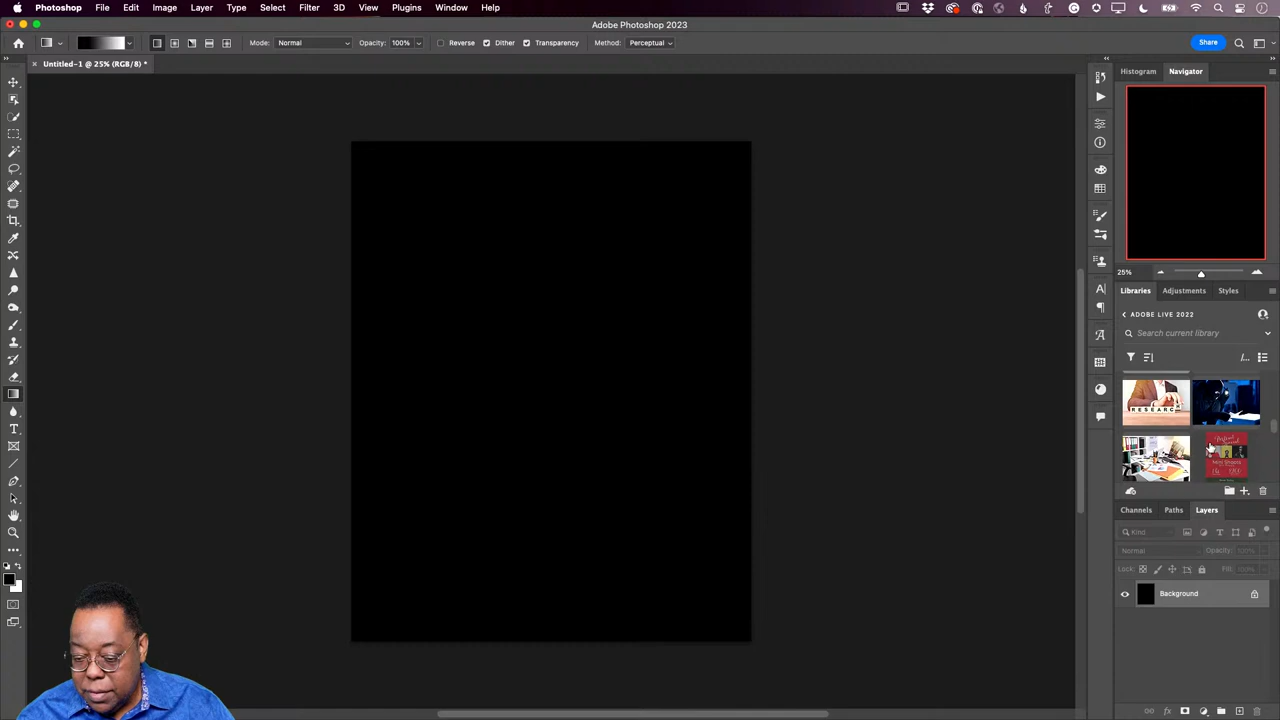 Photoshop File Edit Image Layer Type Select Filter 3D View Plugins Window Help
Adobe Photoshop 2023
Mode: Normal Opacity: 100% Reverse Dither Transparency Method: Perceptual Share
Untitled-1 @ 25% (RGB/8) *
Histogram Navigator
25%
Libraries Adjustments Styles
ADOBE LIVE 2022
Search current library
RESEARC
Channels Paths Layers
Kind
Normal Opacity: 100%
Lock: Fill: 100%
Background